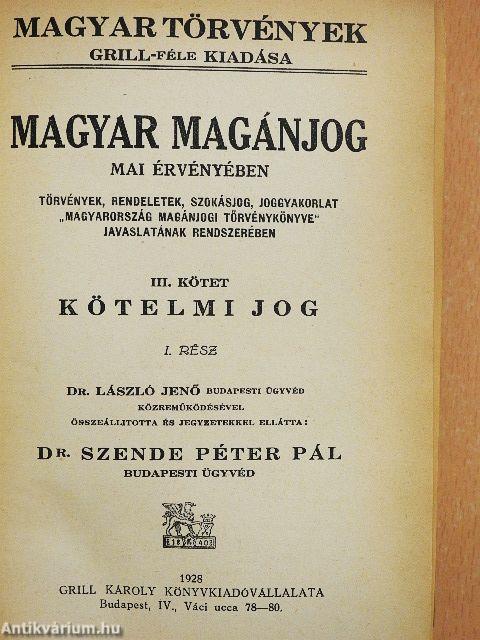 MAGYAR TÖRVÉNYEK
GRILL-FÉLE KIADÁSA
MAGYAR MAGÁNJOG
MAI ÉRVÉNYÉBEN
TÖRVÉNYEK, RENDELETEK, SZOKÁSJOG, JOGGYAKORLAT
„MAGYARORSZÁG MAGÁNJOGI TÖRVÉNYKÖNYVE"
JAVASLATÁNAK RENDSZERÉBEN
III. KÖTET
KÖTELMI JOG
I. RÉSZ
DR. LÁSZLÓ JENŐ BUDAPESTI ÜGYVÉD
KÖZREMŰKÖDÉSÉVEL
ÖSSZEÁLLITOTTA ÉS JEGYZETEKKEL ELLÁTTA:
DR. SZENDE PÉTER PÁL
BUDAPESTI ÜGYVÉD
1928
GRILL KÁROLY KÖNYVKIADÓVÁLLALATA
Budapest, IV., Váci ucca 78—80.
Antikvárium.hu